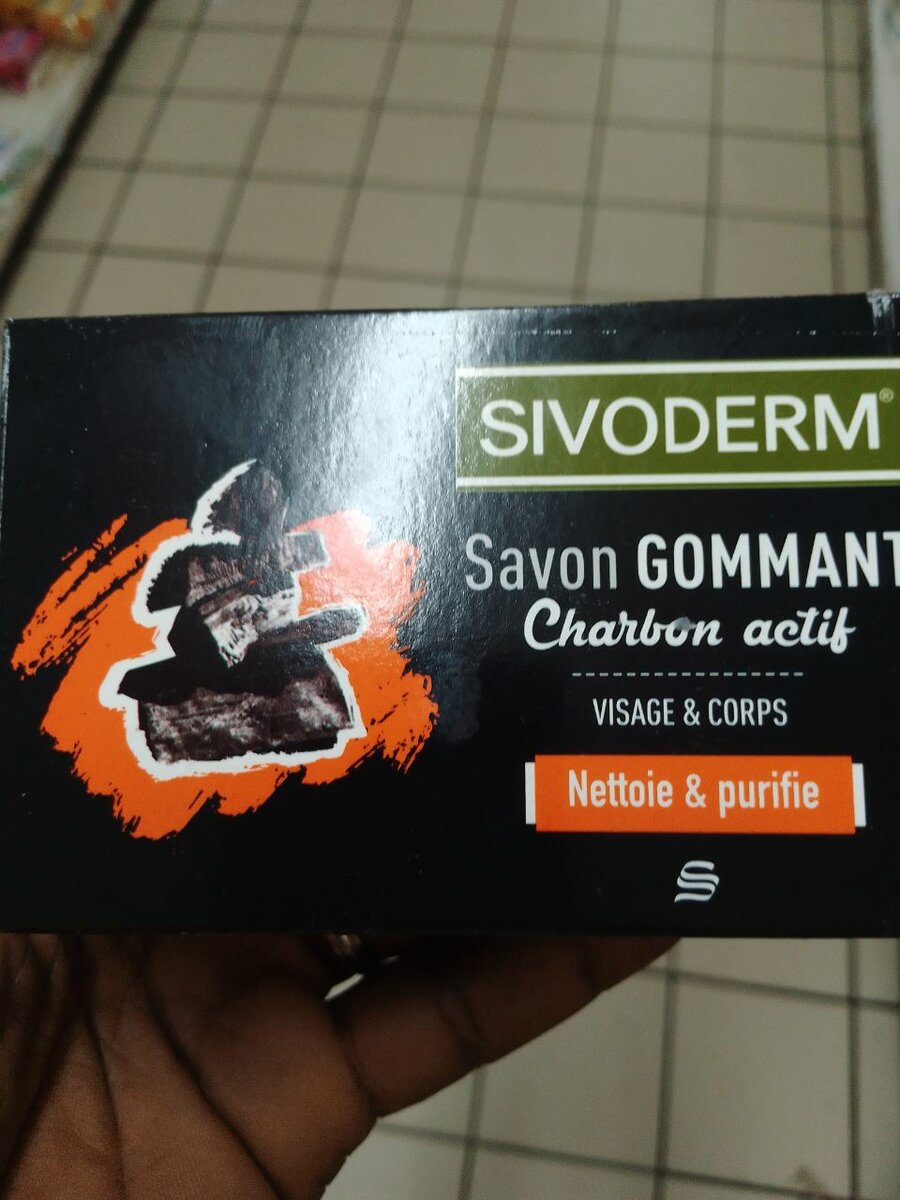 SIVODERM®
Savon GOMMANT
Charbon actif
VISAGE & CORPS
Nettoie & purifie